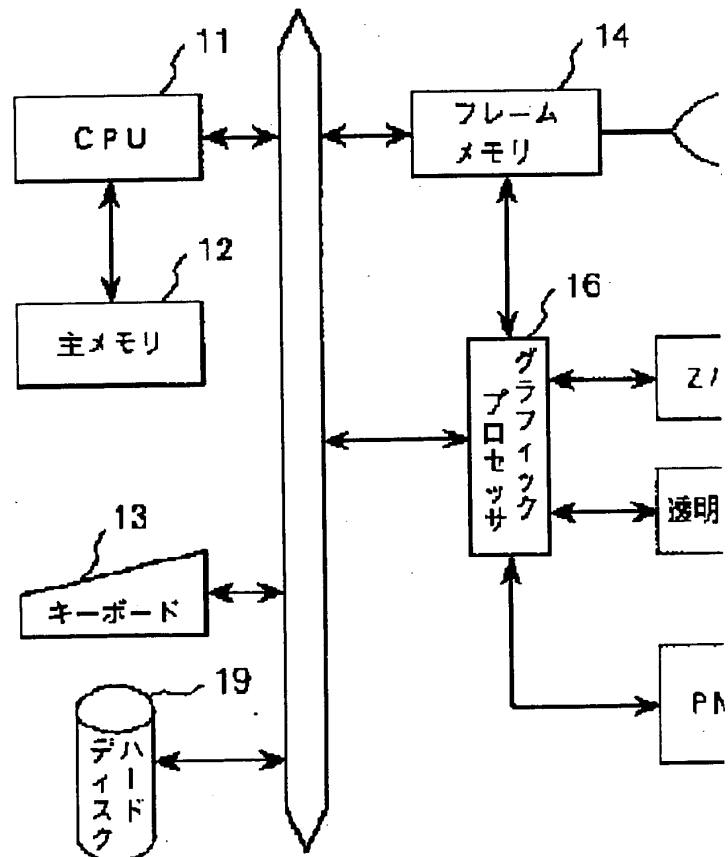 11
CPU
12
主メモリ
13
キーボード
19
ハード
ディスク
14
フレーム
メモリ
16
グラフィック
プロセッサ
透明